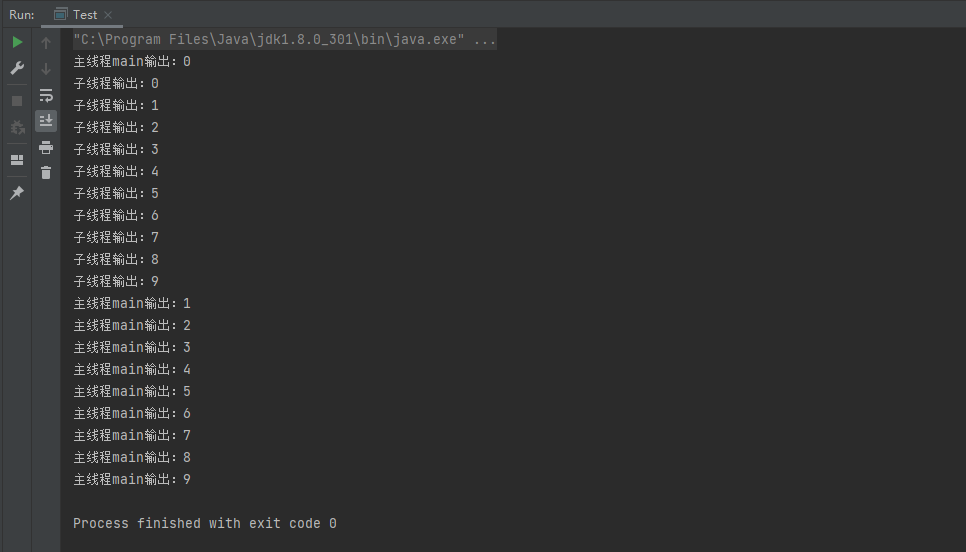 Run: Test
"C:\Program Files\Java\jdk1.8.0_301\bin\java.exe" ...
主线程main输出：0
子线程输出：0
子线程输出：1
子线程输出：2
子线程输出：3
子线程输出：4
子线程输出：5
子线程输出：6
子线程输出：7
子线程输出：8
子线程输出：9
主线程main输出：1
主线程main输出：2
主线程main输出：3
主线程main输出：4
主线程main输出：5
主线程main输出：6
主线程main输出：7
主线程main输出：8
主线程main输出：9
Process finished with exit code 0